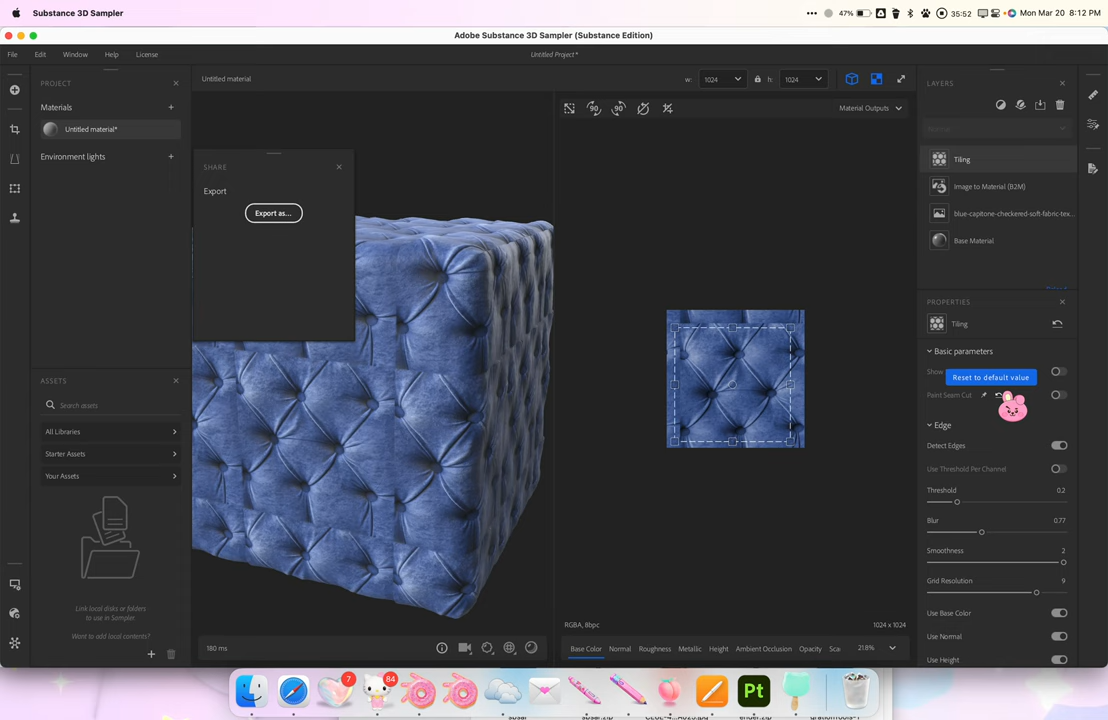 Substance 3D Sampler
47%
35:52
Mon Mar 20 8:12 PM
Adobe Substance 3D Sampler (Substance Edition)
File Edit Window Help License
Untitled Project*
PROJECT
Materials
Untitled material*
Environment lights
Untitled material
w: 1024 h: 1024
90 90
Material Outputs
SHARE
Export
Export as...
LAYERS
Tiling
Image to Material (B2M)
blue-capitone-checkered-soft-fabric-tex...
Base Material
PROPERTIES
Tiling
Basic parameters
Show
Reset to default value
Paint Seam Cut
Edge
Detect Edges
Use Threshold Per Channel
Threshold 0.2
Blur 0.77
Smoothness 2
Grid Resolution 9
Use Base Color
Use Normal
Use Height
ASSETS
Search assets
All Libraries
Starter Assets
Your Assets
Link local disks or folders
to use in Sampler.
Want to add local contents?
180 ms
RGBA, 8bpc
1024 x 1024
Base Color Normal Roughness Metallic Height Ambient Occlusion Opacity Sca
21.8%
7
84
Pt